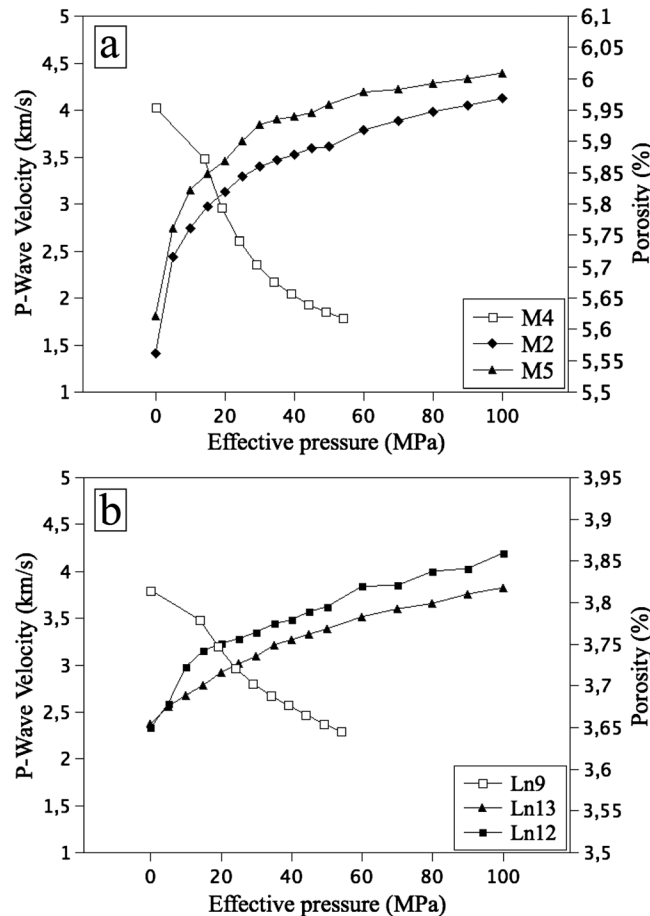 a
P-Wave Velocity (km/s)
5
4,5
4
3,5
3
2,5
2
1,5
1
6,1
6,05
6
5,95
5,9
5,85
5,8
5,75
5,7
5,65
5,6
5,55
5,5
Porosity (%)
M4
M2
M5
0 20 40 60 80 100
Effective pressure (MPa)
b
P-Wave Velocity (km/s)
5
4,5
4
3,5
3
2,5
2
1,5
1
3,95
3,9
3,85
3,8
3,75
3,7
3,65
3,6
3,55
3,5
Porosity (%)
Ln9
Ln13
Ln12
0 20 40 60 80 100
Effective pressure (MPa)